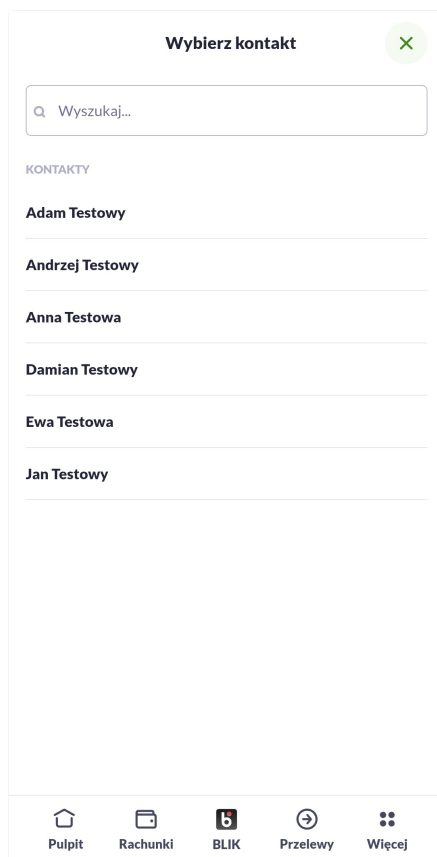 Wybierz kontakt
Wyszukaj...
KONTAKTY
Adam Testowy
Andrzej Testowy
Anna Testowa
Damian Testowy
Ewa Testowa
Jan Testowy
Pulpit Rachunki BLIK Przelewy Więcej